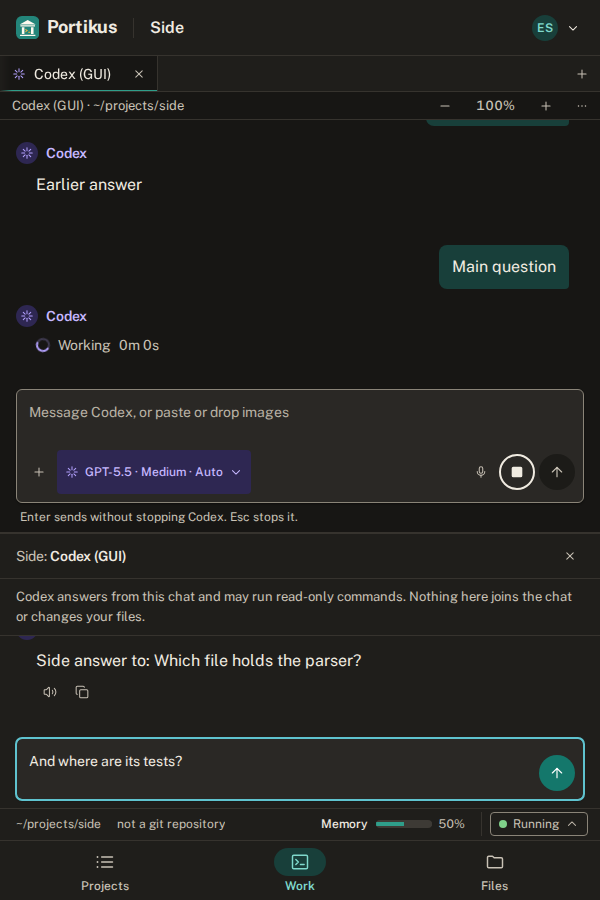 Portikus
Side
ES
Codex (GUI)
Codex (GUI) · ~/projects/side
100%
Codex
Earlier answer
Main question
Codex
Working 0m 0s
Message Codex, or paste or drop images
GPT-5.5 · Medium · Auto
Enter sends without stopping Codex. Esc stops it.
Side: Codex (GUI)
Codex answers from this chat and may run read-only commands. Nothing here joins the chat
or changes your files.
Side answer to: Which file holds the parser?
And where are its tests?
~/projects/side not a git repository Memory 50% Running
Projects Work Files